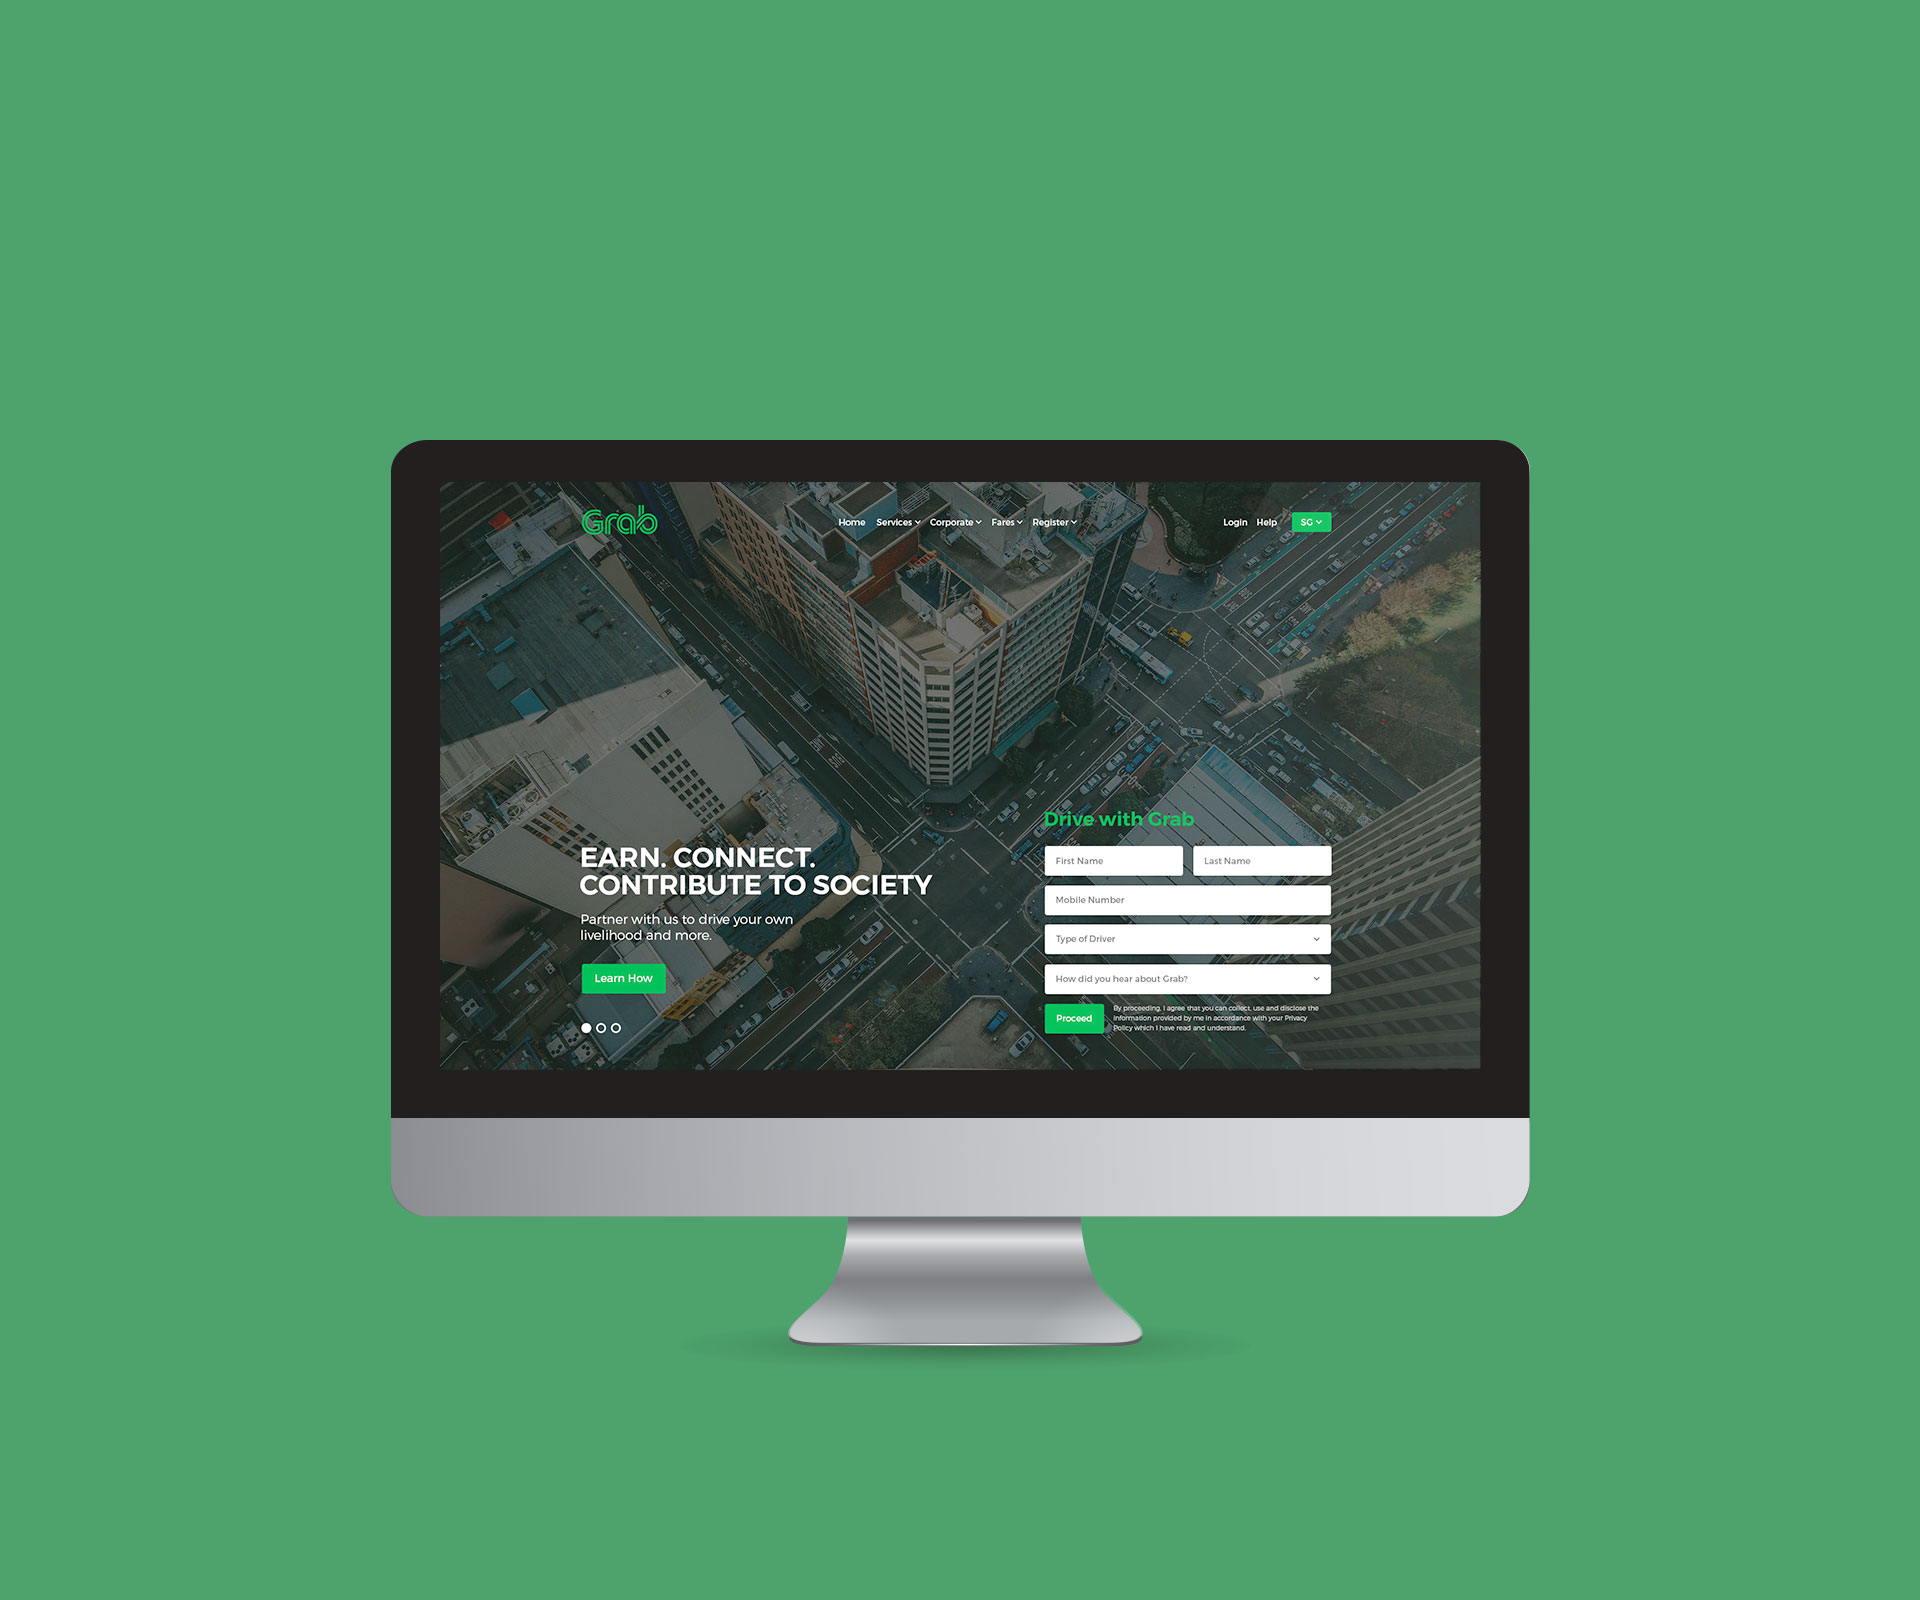 Grab
Home Services Corporate Fares Register
Login Help SG
EARN. CONNECT.
CONTRIBUTE TO SOCIETY
Partner with us to drive your own
livelihood and more.
Learn How
Drive with Grab
First Name
Last Name
Mobile Number
Type of Driver
How did you hear about Grab?
Proceed
By proceeding, I agree that you can collect, use and disclose the
information provided by me in accordance with your Privacy
Policy which I have read and understand.